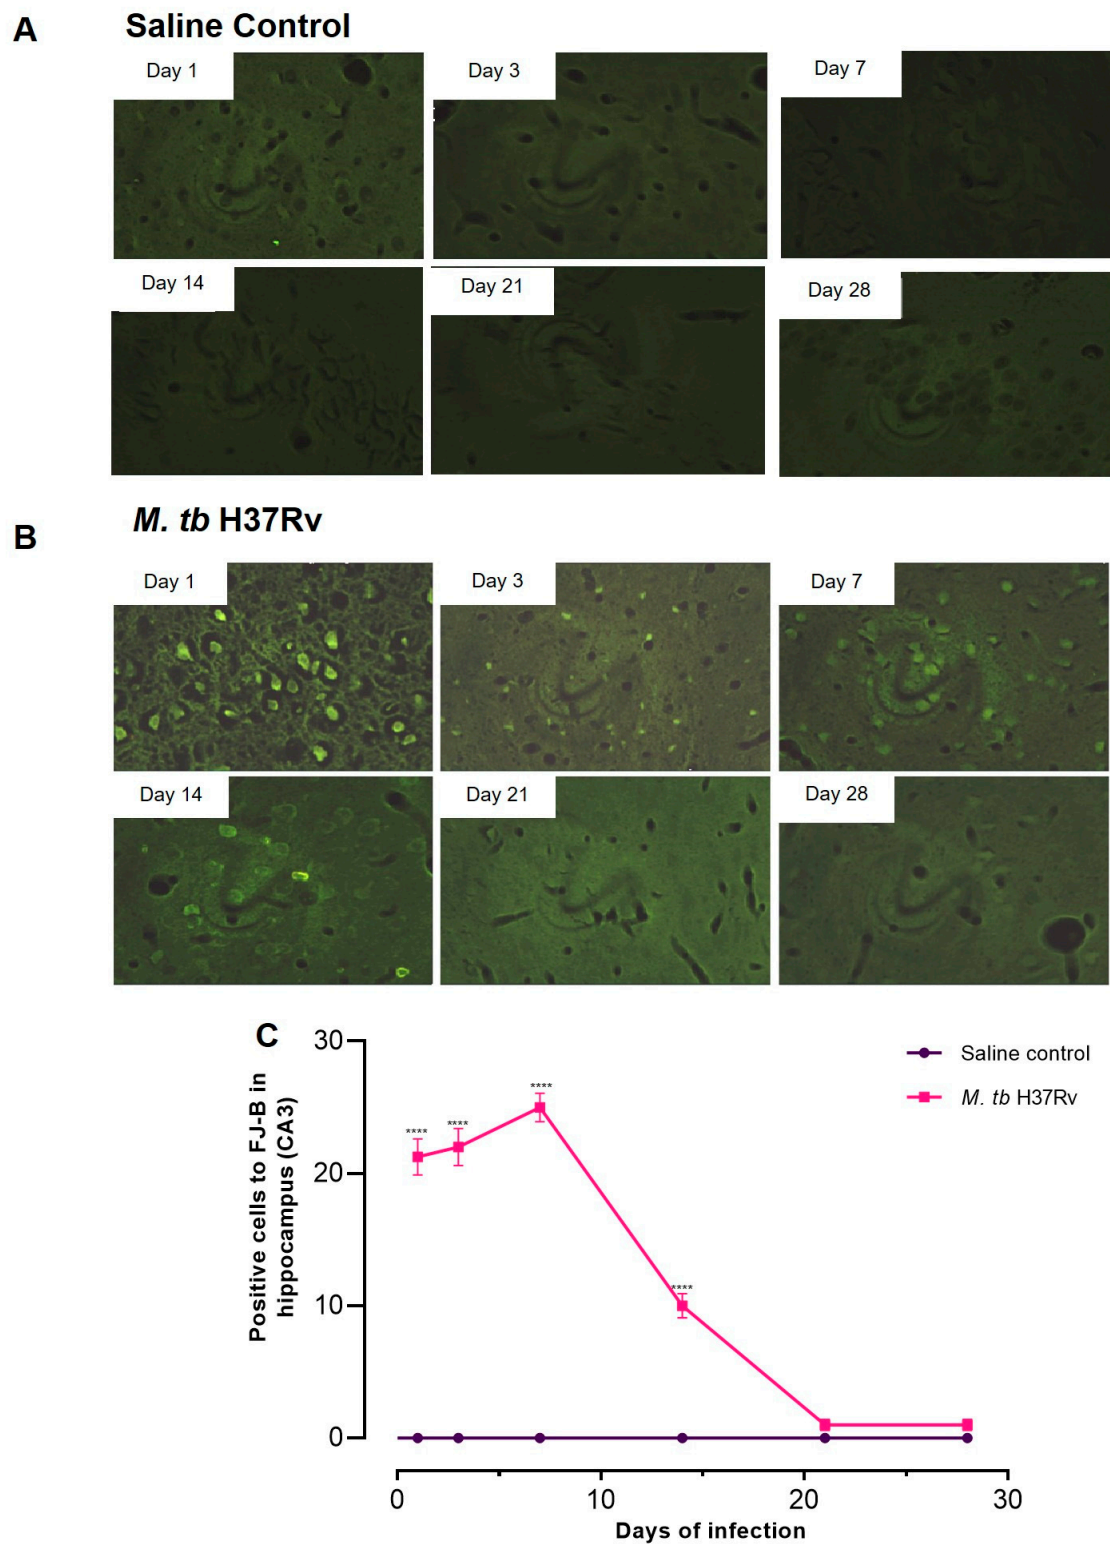 A
Saline Control
Day 1
Day 3
Day 7
Day 14
Day 21
Day 28
B
M. tb H37Rv
Day 1
Day 3
Day 7
Day 14
Day 21
Day 28
C
Positive cells to FJ-B in
hippocampus (CA3)
30
20
10
0
****
****
****
****
Saline control
M. tb H37Rv
0
10
20
30
Days of infection